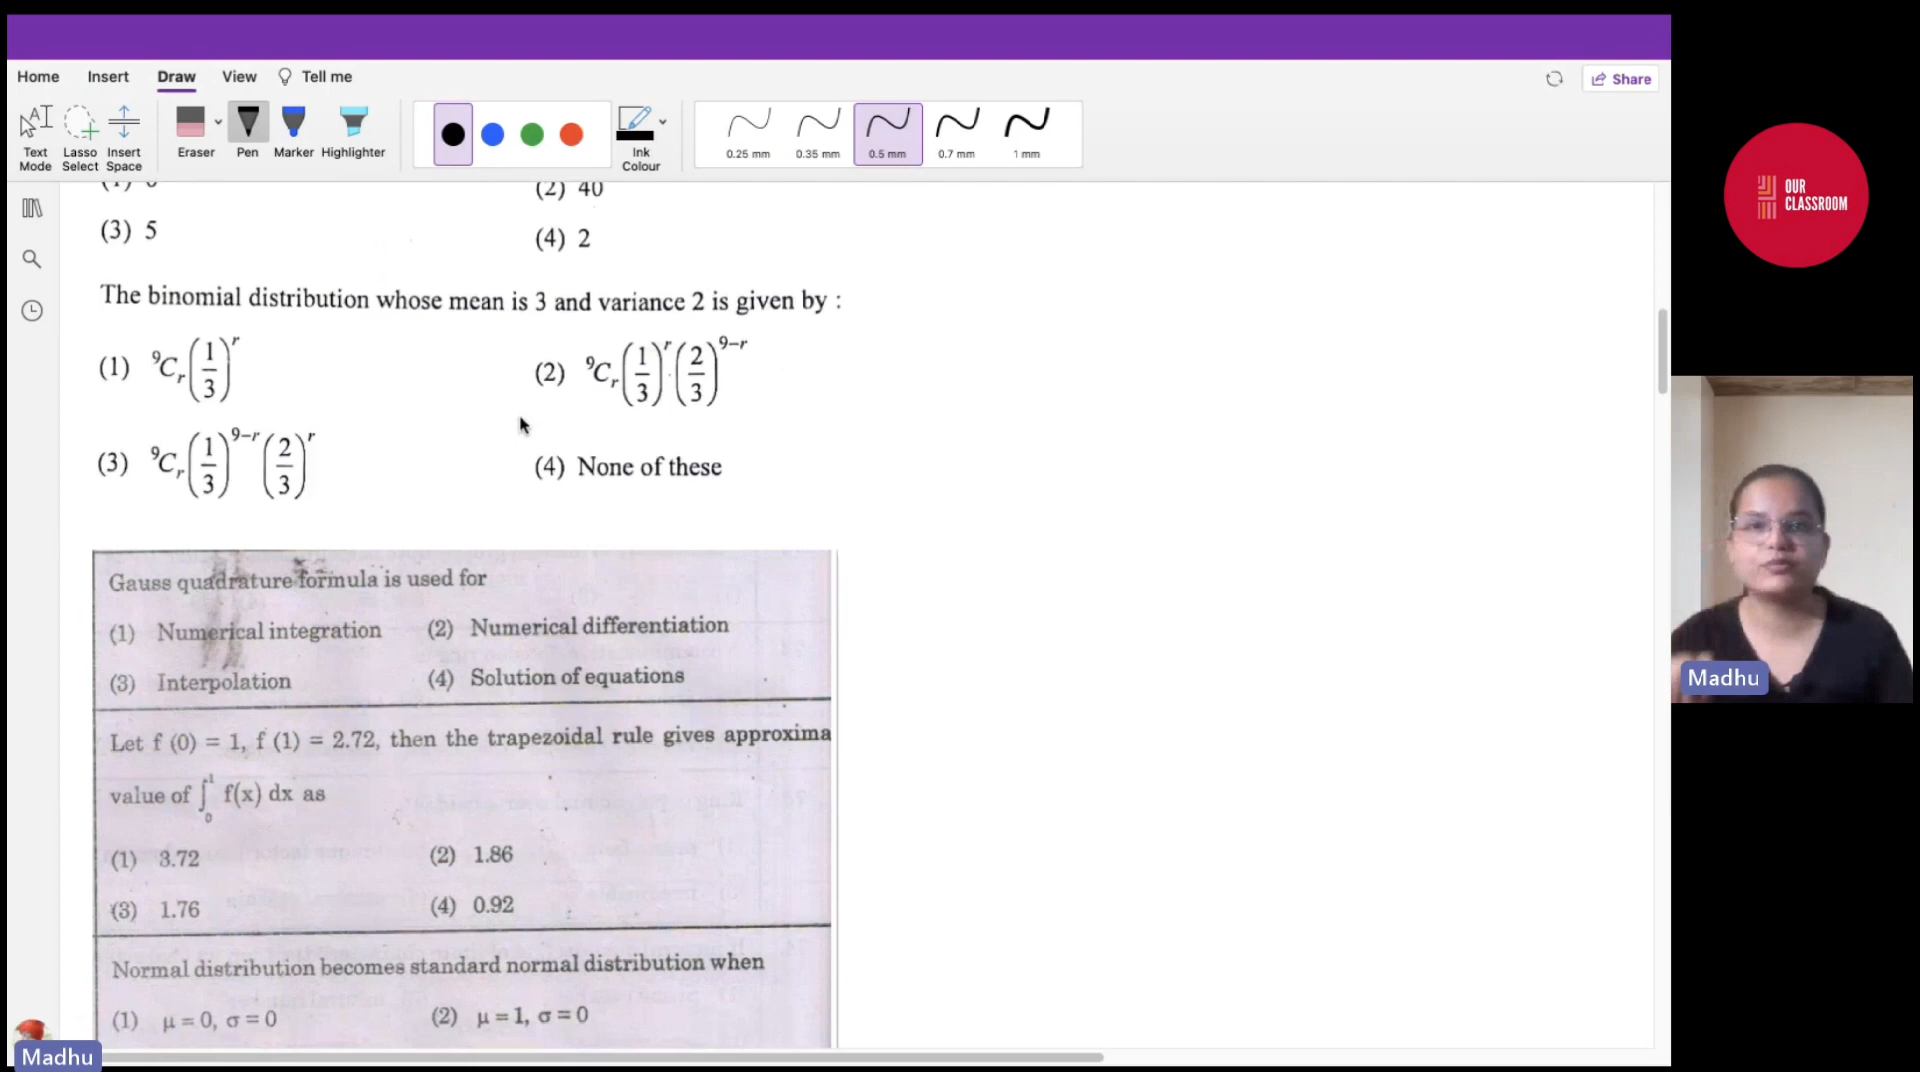 Home Insert Draw View Tell me
Share
Text Mode
Lasso Select
Insert Space
Eraser
Pen
Marker
Highlighter
Ink Colour
0.25 mm
0.35 mm
0.5 mm
0.7 mm
1 mm
OUR CLASSROOM
(2) 40
(3) 5
(4) 2
The binomial distribution whose mean is 3 and variance 2 is given by :
(1) ⁹Cᵣ(1/3)^r
(2) ⁹Cᵣ(1/3)^r(2/3)^(9−r)
(3) ⁹Cᵣ(1/3)^(9−r)(2/3)^r
(4) None of these
Gauss quadrature formula is used for
(1) Numerical integration
(2) Numerical differentiation
(3) Interpolation
(4) Solution of equations
Let f (0) = 1, f (1) = 2.72, then the trapezoidal rule gives approxima
value of ∫₀¹ f(x) dx as
(1) 3.72
(2) 1.86
(3) 1.76
(4) 0.92
Normal distribution becomes standard normal distribution when
(1) μ = 0, σ = 0
(2) μ = 1, σ = 0
Madhu
Madhu